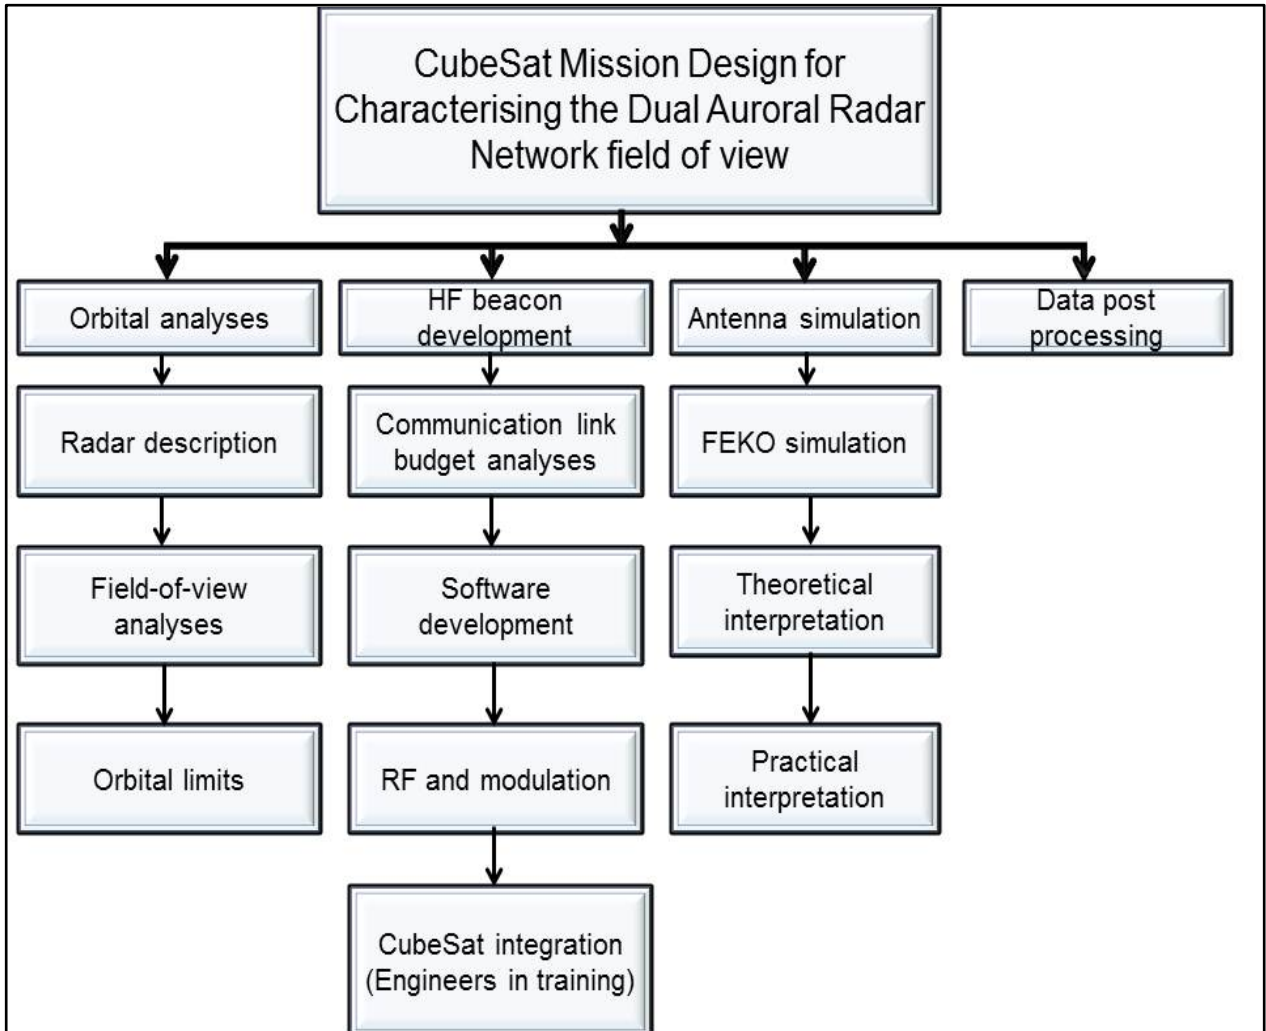 CubeSat Mission Design for
Characterising the Dual Auroral Radar
Network field of view
Orbital analyses
HF beacon
development
Antenna simulation
Data post
processing
Radar description
Communication link
budget analyses
FEKO simulation
Field-of-view
analyses
Software
development
Theoretical
interpretation
Orbital limits
RF and modulation
Practical
interpretation
CubeSat integration
(Engineers in training)